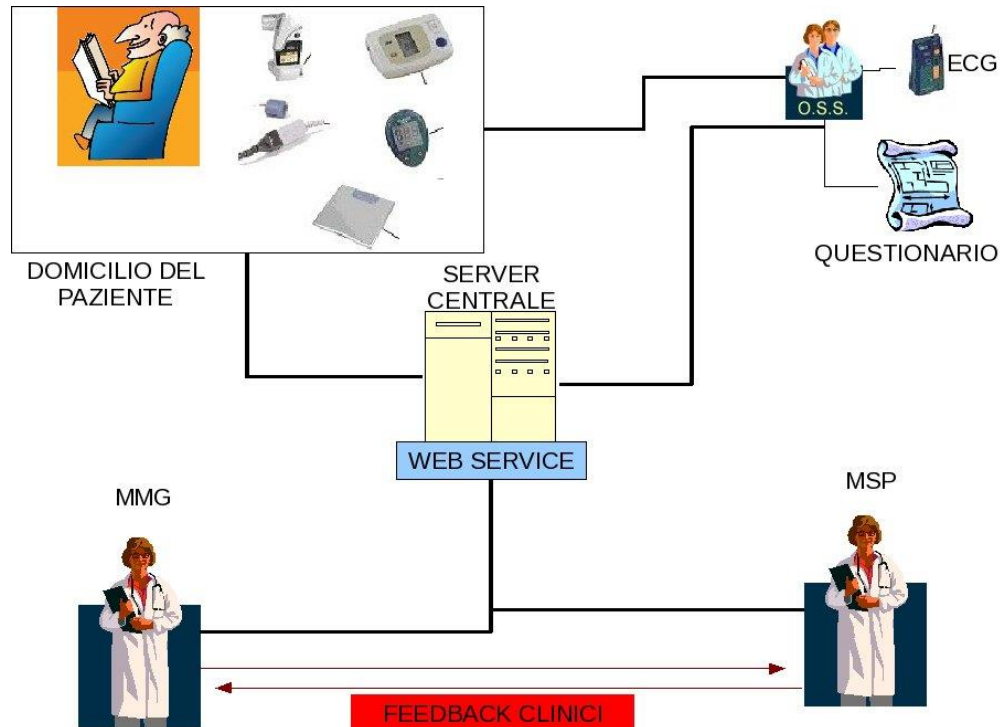 ECG
O.S.S.
QUESTIONARIO
DOMICILIO DEL
PAZIENTE
SERVER
CENTRALE
WEB SERVICE
MMG
MSP
FEEDBACK CLINICI